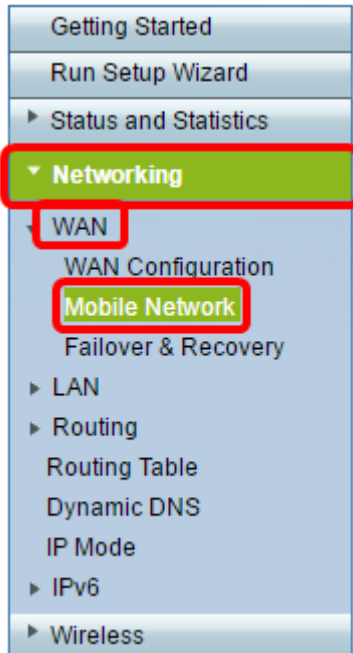 Getting Started
Run Setup Wizard
Status and Statistics
Networking
WAN
WAN Configuration
Mobile Network
Failover & Recovery
LAN
Routing
Routing Table
Dynamic DNS
IP Mode
IPv6
Wireless